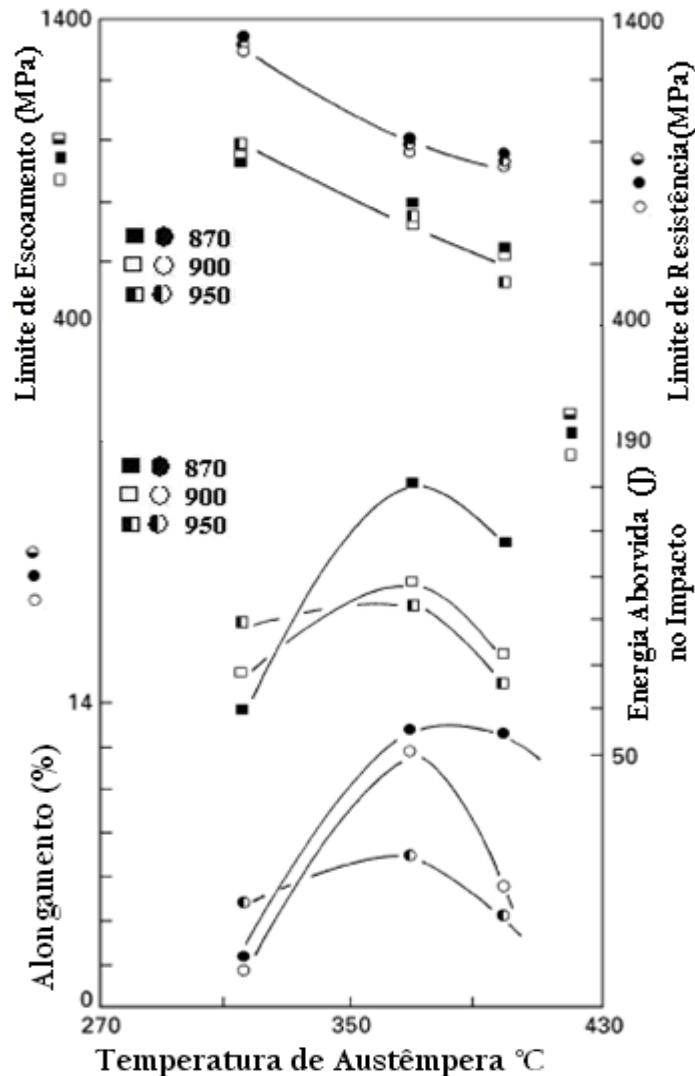 1400
1400
Limite de Escoamento (MPa)
Limite de Resistência(MPa)
870
900
950
400
400
870
900
950
190
Energia Aborvida (J)
no Impacto
14
50
Alongamento (%)
0
270
350
430
Temperatura de Austêmpera °C